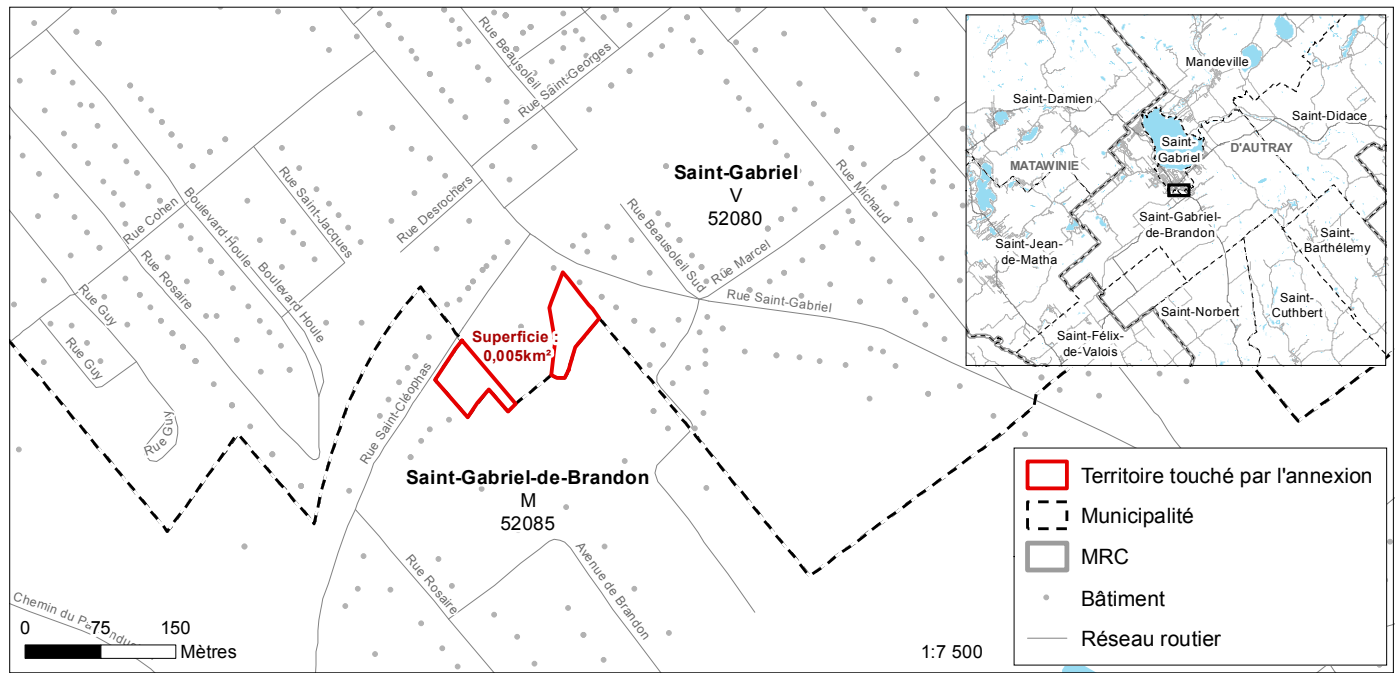 Rue Beausoleil
Rue Saint-Georges
Rue Saint-Jacques
Rue Desrochers
Rue Cohen
Boulevard-Houle
Boulevard Houle
Rue Rosaire
Rue Guy
Rue Guy
Rue Guy
Saint-Gabriel
V
52080
Rue Michaud
Rue Beausoleil Sud
Rue Marcel
Rue Saint-Gabriel
Superficie :
0,005km²
Rue Saint-Cléophas
Saint-Gabriel-de-Brandon
M
52085
Rue Rosaire
Avenue de Brandon
Chemin du
0 75 150
Mètres
1:7 500
Mandeville
Saint-Damien
Saint-Didace
Saint-
Gabriel
D'AUTRAY
MATAWINIE
Saint-Gabriel-
de-Brandon
Saint-
Barthélemy
Saint-Jean-
de-Matha
Saint-
Cuthbert
Saint-Norbert
Saint-Félix-
de-Valois
Territoire touché par l'annexion
Municipalité
MRC
Bâtiment
Réseau routier